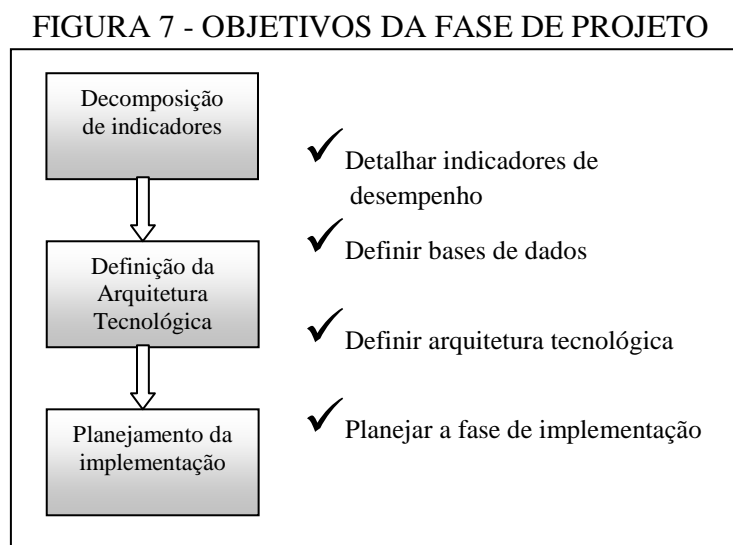 FIGURA 7 - OBJETIVOS DA FASE DE PROJETO
Decomposição
de indicadores
Detalhar indicadores de
desempenho
Definição da
Arquitetura
Tecnológica
Definir bases de dados
Definir arquitetura tecnológica
Planejamento da
implementação
Planejar a fase de implementação